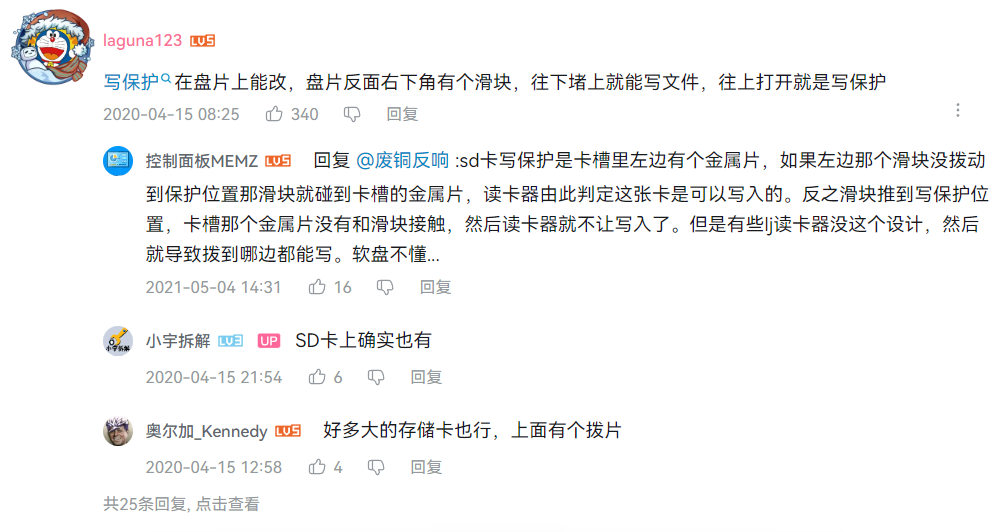 laguna123 LV5
写保护在盘片上能改，盘片反面右下角有个滑块，往下堵上就能写文件，往上打开就是写保护
2020-04-15 08:25 340 回复
控制面板MEMZ LV5 回复 @废铜反响 :sd卡写保护是卡槽里左边有个金属片，如果左边那个滑块没拨动
到保护位置那滑块就碰到卡槽的金属片，读卡器由此判定这张卡是可以写入的。反之滑块推到写保护位
置，卡槽那个金属片没有和滑块接触，然后读卡器就不让写入了。但是有些lj读卡器没这个设计，然后
就导致拨到哪边都能写。软盘不懂...
2021-05-04 14:31 16 回复
小宇拆解 LV3 UP SD卡上确实也有
2020-04-15 21:54 6 回复
奥尔加_Kennedy LV5 好多大的存储卡也行，上面有个拨片
2020-04-15 12:58 4 回复
共25条回复, 点击查看